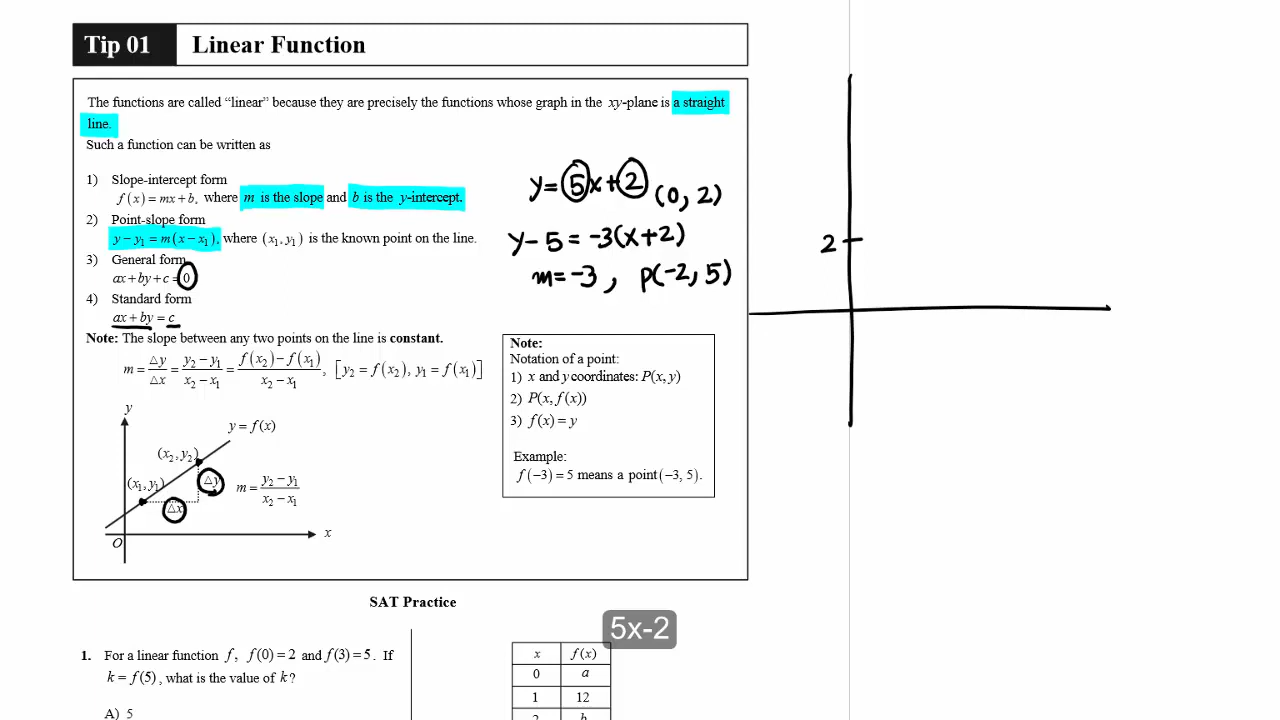 Tip 01 Linear Function
The functions are called “linear” because they are precisely the functions whose graph in the xy-plane is a straight
line.
Such a function can be written as
1) Slope-intercept form
f(x) = mx + b, where m is the slope and b is the y-intercept.
2) Point-slope form
y − y₁ = m(x − x₁), where (x₁, y₁) is the known point on the line.
3) General form
ax + by + c = 0
4) Standard form
ax + by = c
y = 5x + 2 (0, 2)
y − 5 = −3(x + 2)
m = −3, P(−2, 5)
2
Note: The slope between any two points on the line is constant.
m = △y/△x = (y₂ − y₁)/(x₂ − x₁) = (f(x₂) − f(x₁))/(x₂ − x₁), [y₂ = f(x₂), y₁ = f(x₁)]
Note:
Notation of a point:
1) x and y coordinates: P(x, y)
2) P(x, f(x))
3) f(x) = y
Example:
f(−3) = 5 means a point (−3, 5).
y
y = f(x)
(x₂, y₂)
(x₁, y₁)
△y
△x
m = (y₂ − y₁)/(x₂ − x₁)
O
x
SAT Practice
5x-2
1. For a linear function f, f(0) = 2 and f(3) = 5. If
k = f(5), what is the value of k?
A) 5
x f(x)
0 a
1 12
2 b